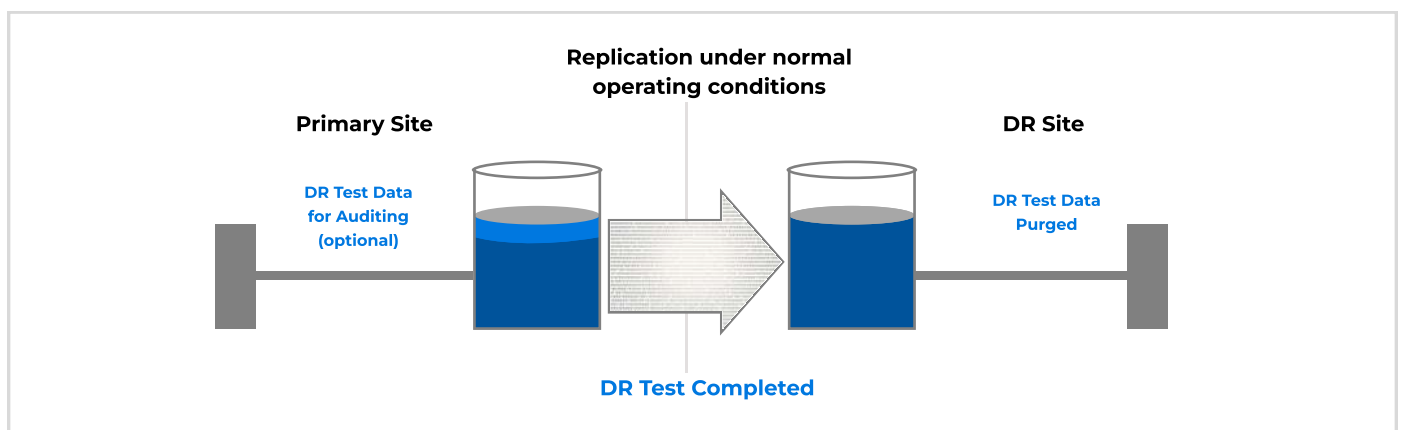 Replication under normal
operating conditions
Primary Site
DR Site
DR Test Data
for Auditing
(optional)
DR Test Data
Purged
DR Test Completed